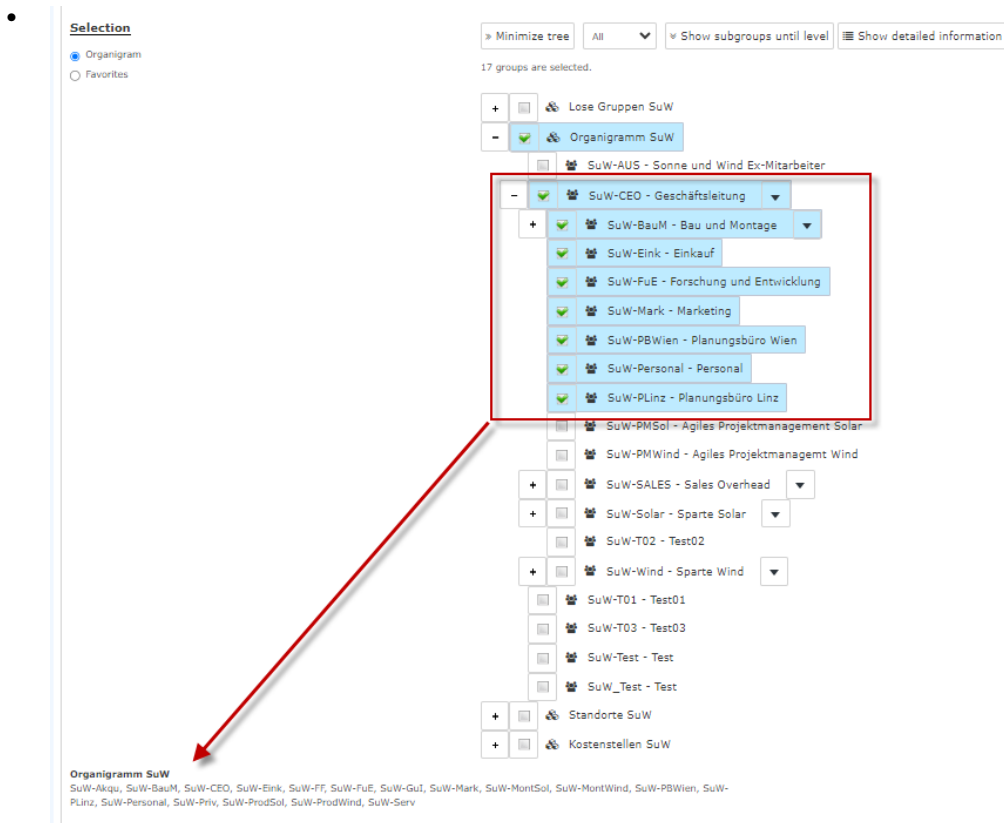 Selection
Organigram
Favorites
» Minimize tree All Show subgroups until level Show detailed information
17 groups are selected.
+ Lose Gruppen SuW
- Organigramm SuW
SuW-AUS - Sonne und Wind Ex-Mitarbeiter
- SuW-CEO - Geschäftsleitung
+ SuW-BauM - Bau und Montage
SuW-Eink - Einkauf
SuW-FuE - Forschung und Entwicklung
SuW-Mark - Marketing
SuW-PBWien - Planungsbüro Wien
SuW-Personal - Personal
SuW-PLinz - Planungsbüro Linz
SuW-PMSol - Agiles Projektmanagement Solar
SuW-PMWind - Agiles Projektmanagemt Wind
+ SuW-SALES - Sales Overhead
+ SuW-Solar - Sparte Solar
SuW-T02 - Test02
+ SuW-Wind - Sparte Wind
SuW-T01 - Test01
SuW-T03 - Test03
SuW-Test - Test
SuW_Test - Test
+ Standorte SuW
+ Kostenstellen SuW
Organigramm SuW
SuW-Akqu, SuW-BauM, SuW-CEO, SuW-Eink, SuW-FF, SuW-FuE, SuW-GuI, SuW-Mark, SuW-MontSol, SuW-MontWind, SuW-PBWien, SuW-
PLinz, SuW-Personal, SuW-Priv, SuW-ProdSol, SuW-ProdWind, SuW-Serv